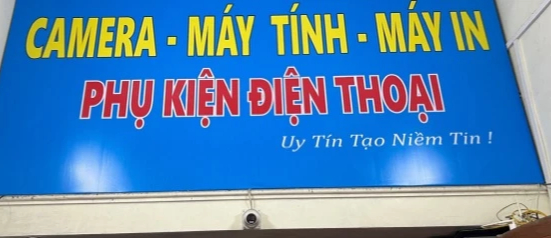 CAMERA - MÁY TÍNH - MÁY IN
PHỤ KIỆN ĐIỆN THOẠI
Uy Tín Tạo Niềm Tin !